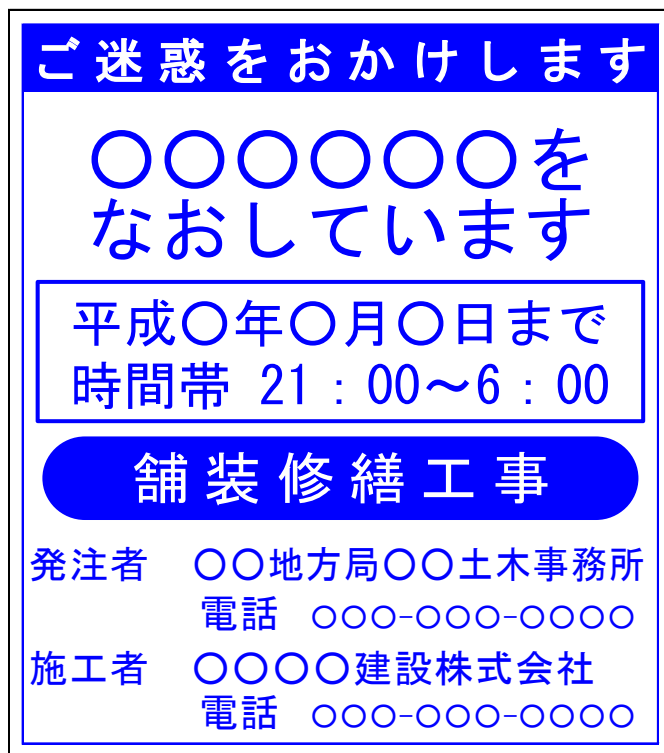 ご迷惑をおかけします
○○○○○○を
なおしています
平成○年○月○日まで
時間帯 21：00～6：00
舗装修繕工事
発注者 ○○地方局○○土木事務所
電話 ○○○-○○○-○○○○
施工者 ○○○○建設株式会社
電話 ○○○-○○○-○○○○